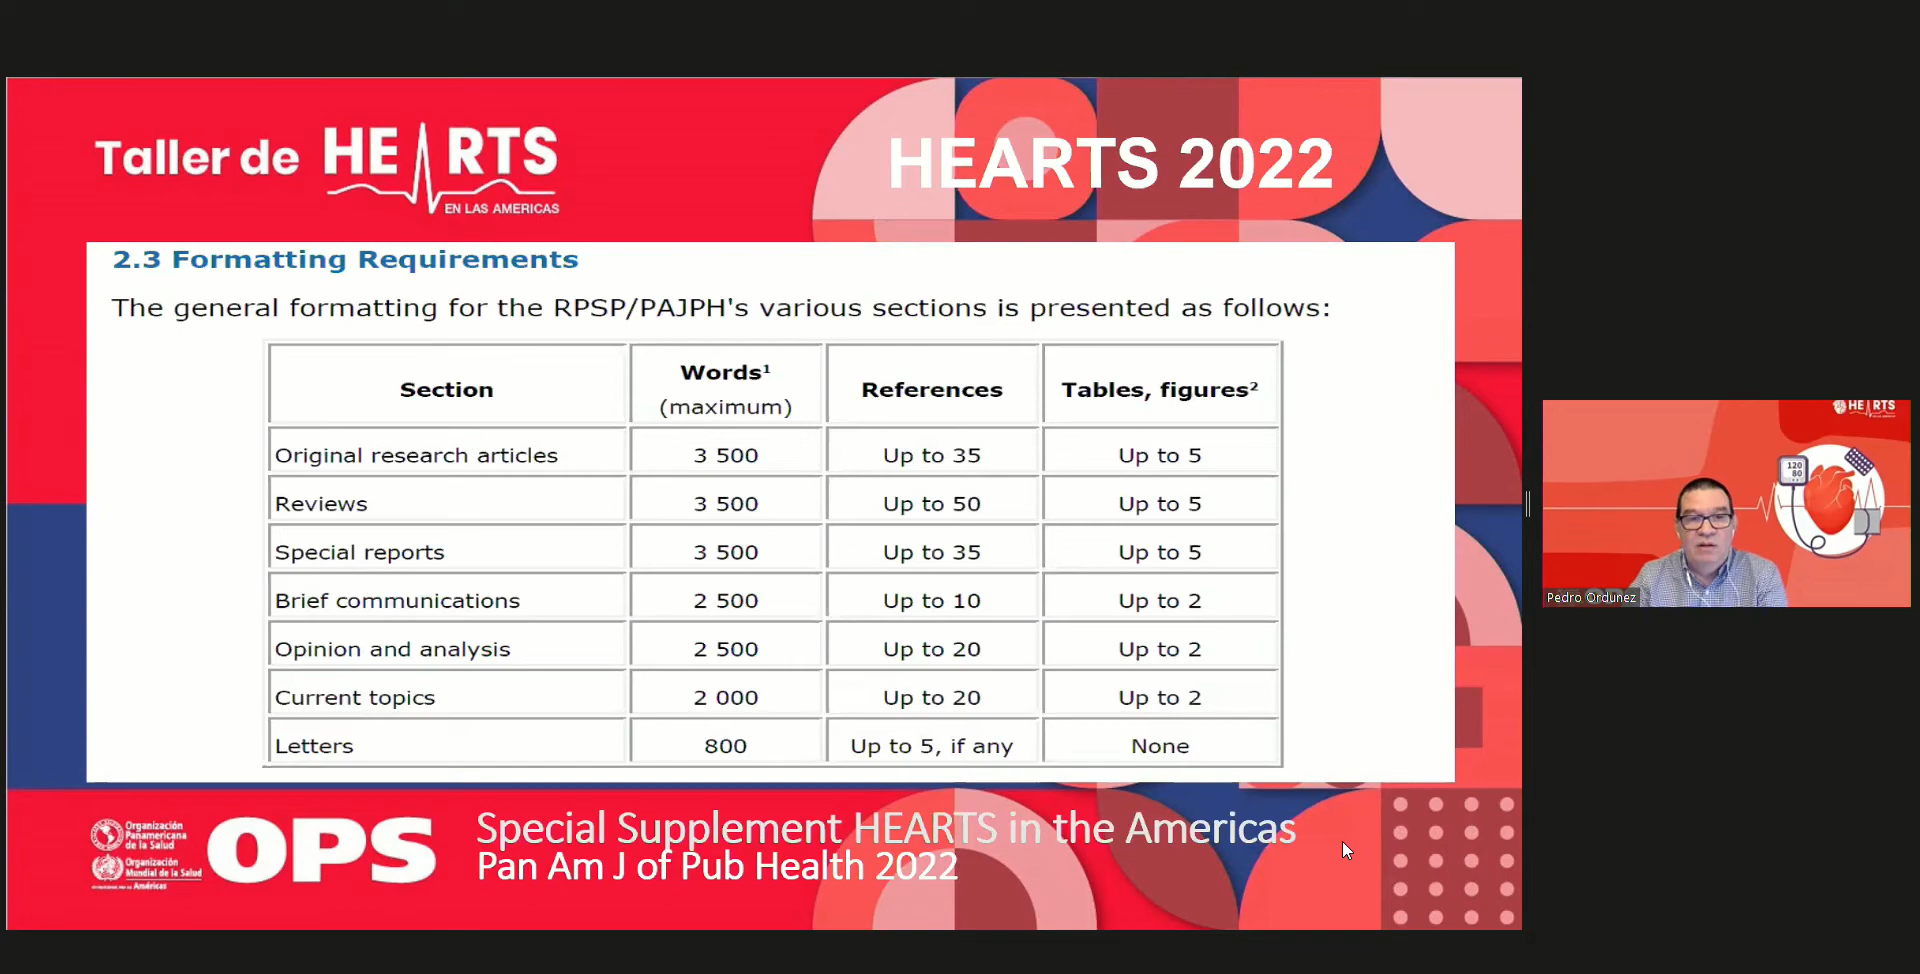 Taller de HEARTS
EN LAS AMERICAS
HEARTS 2022
2.3 Formatting Requirements
The general formatting for the RPSP/PAJPH's various sections is presented as follows:
Section Words¹ (maximum) References Tables, figures²
Original research articles 3 500 Up to 35 Up to 5
Reviews 3 500 Up to 50 Up to 5
Special reports 3 500 Up to 35 Up to 5
Brief communications 2 500 Up to 10 Up to 2
Opinion and analysis 2 500 Up to 20 Up to 2
Current topics 2 000 Up to 20 Up to 2
Letters 800 Up to 5, if any None
Organización
Panamericana
de la Salud
Organización
Mundial de la Salud
Américas
OPS
Special Supplement HEARTS in the Americas
Pan Am J of Pub Health 2022
HEARTS
120
80
Pedro Ordunez